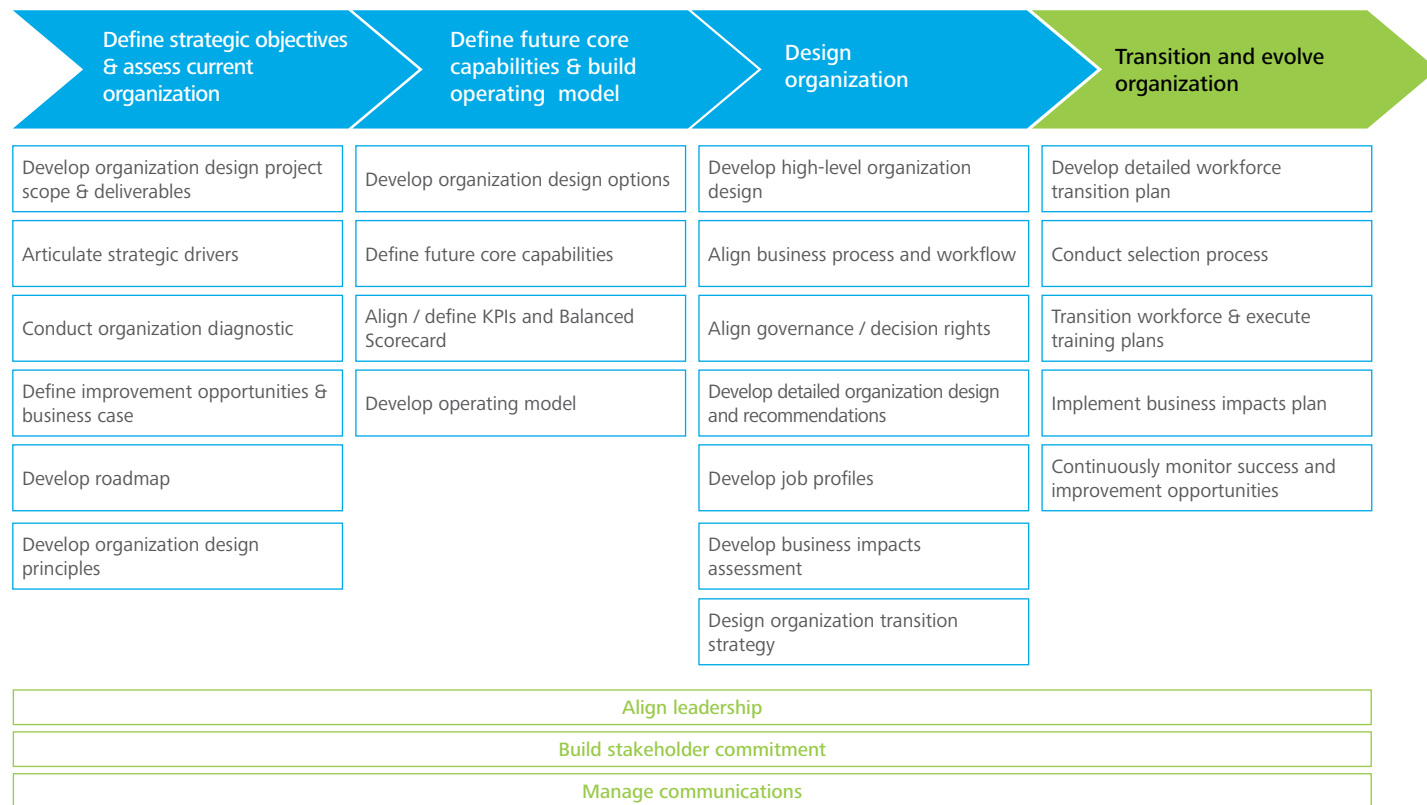 Define strategic objectives
& assess current
organization
Define future core
capabilities & build
operating model
Design
organization
Transition and evolve
organization
Develop organization design project
scope & deliverables
Articulate strategic drivers
Conduct organization diagnostic
Define improvement opportunities &
business case
Develop roadmap
Develop organization design
principles
Develop organization design options
Define future core capabilities
Align / define KPIs and Balanced
Scorecard
Develop operating model
Develop high-level organization
design
Align business process and workflow
Align governance / decision rights
Develop detailed organization design
and recommendations
Develop job profiles
Develop business impacts
assessment
Design organization transition
strategy
Develop detailed workforce
transition plan
Conduct selection process
Transition workforce & execute
training plans
Implement business impacts plan
Continuously monitor success and
improvement opportunities
Align leadership
Build stakeholder commitment
Manage communications